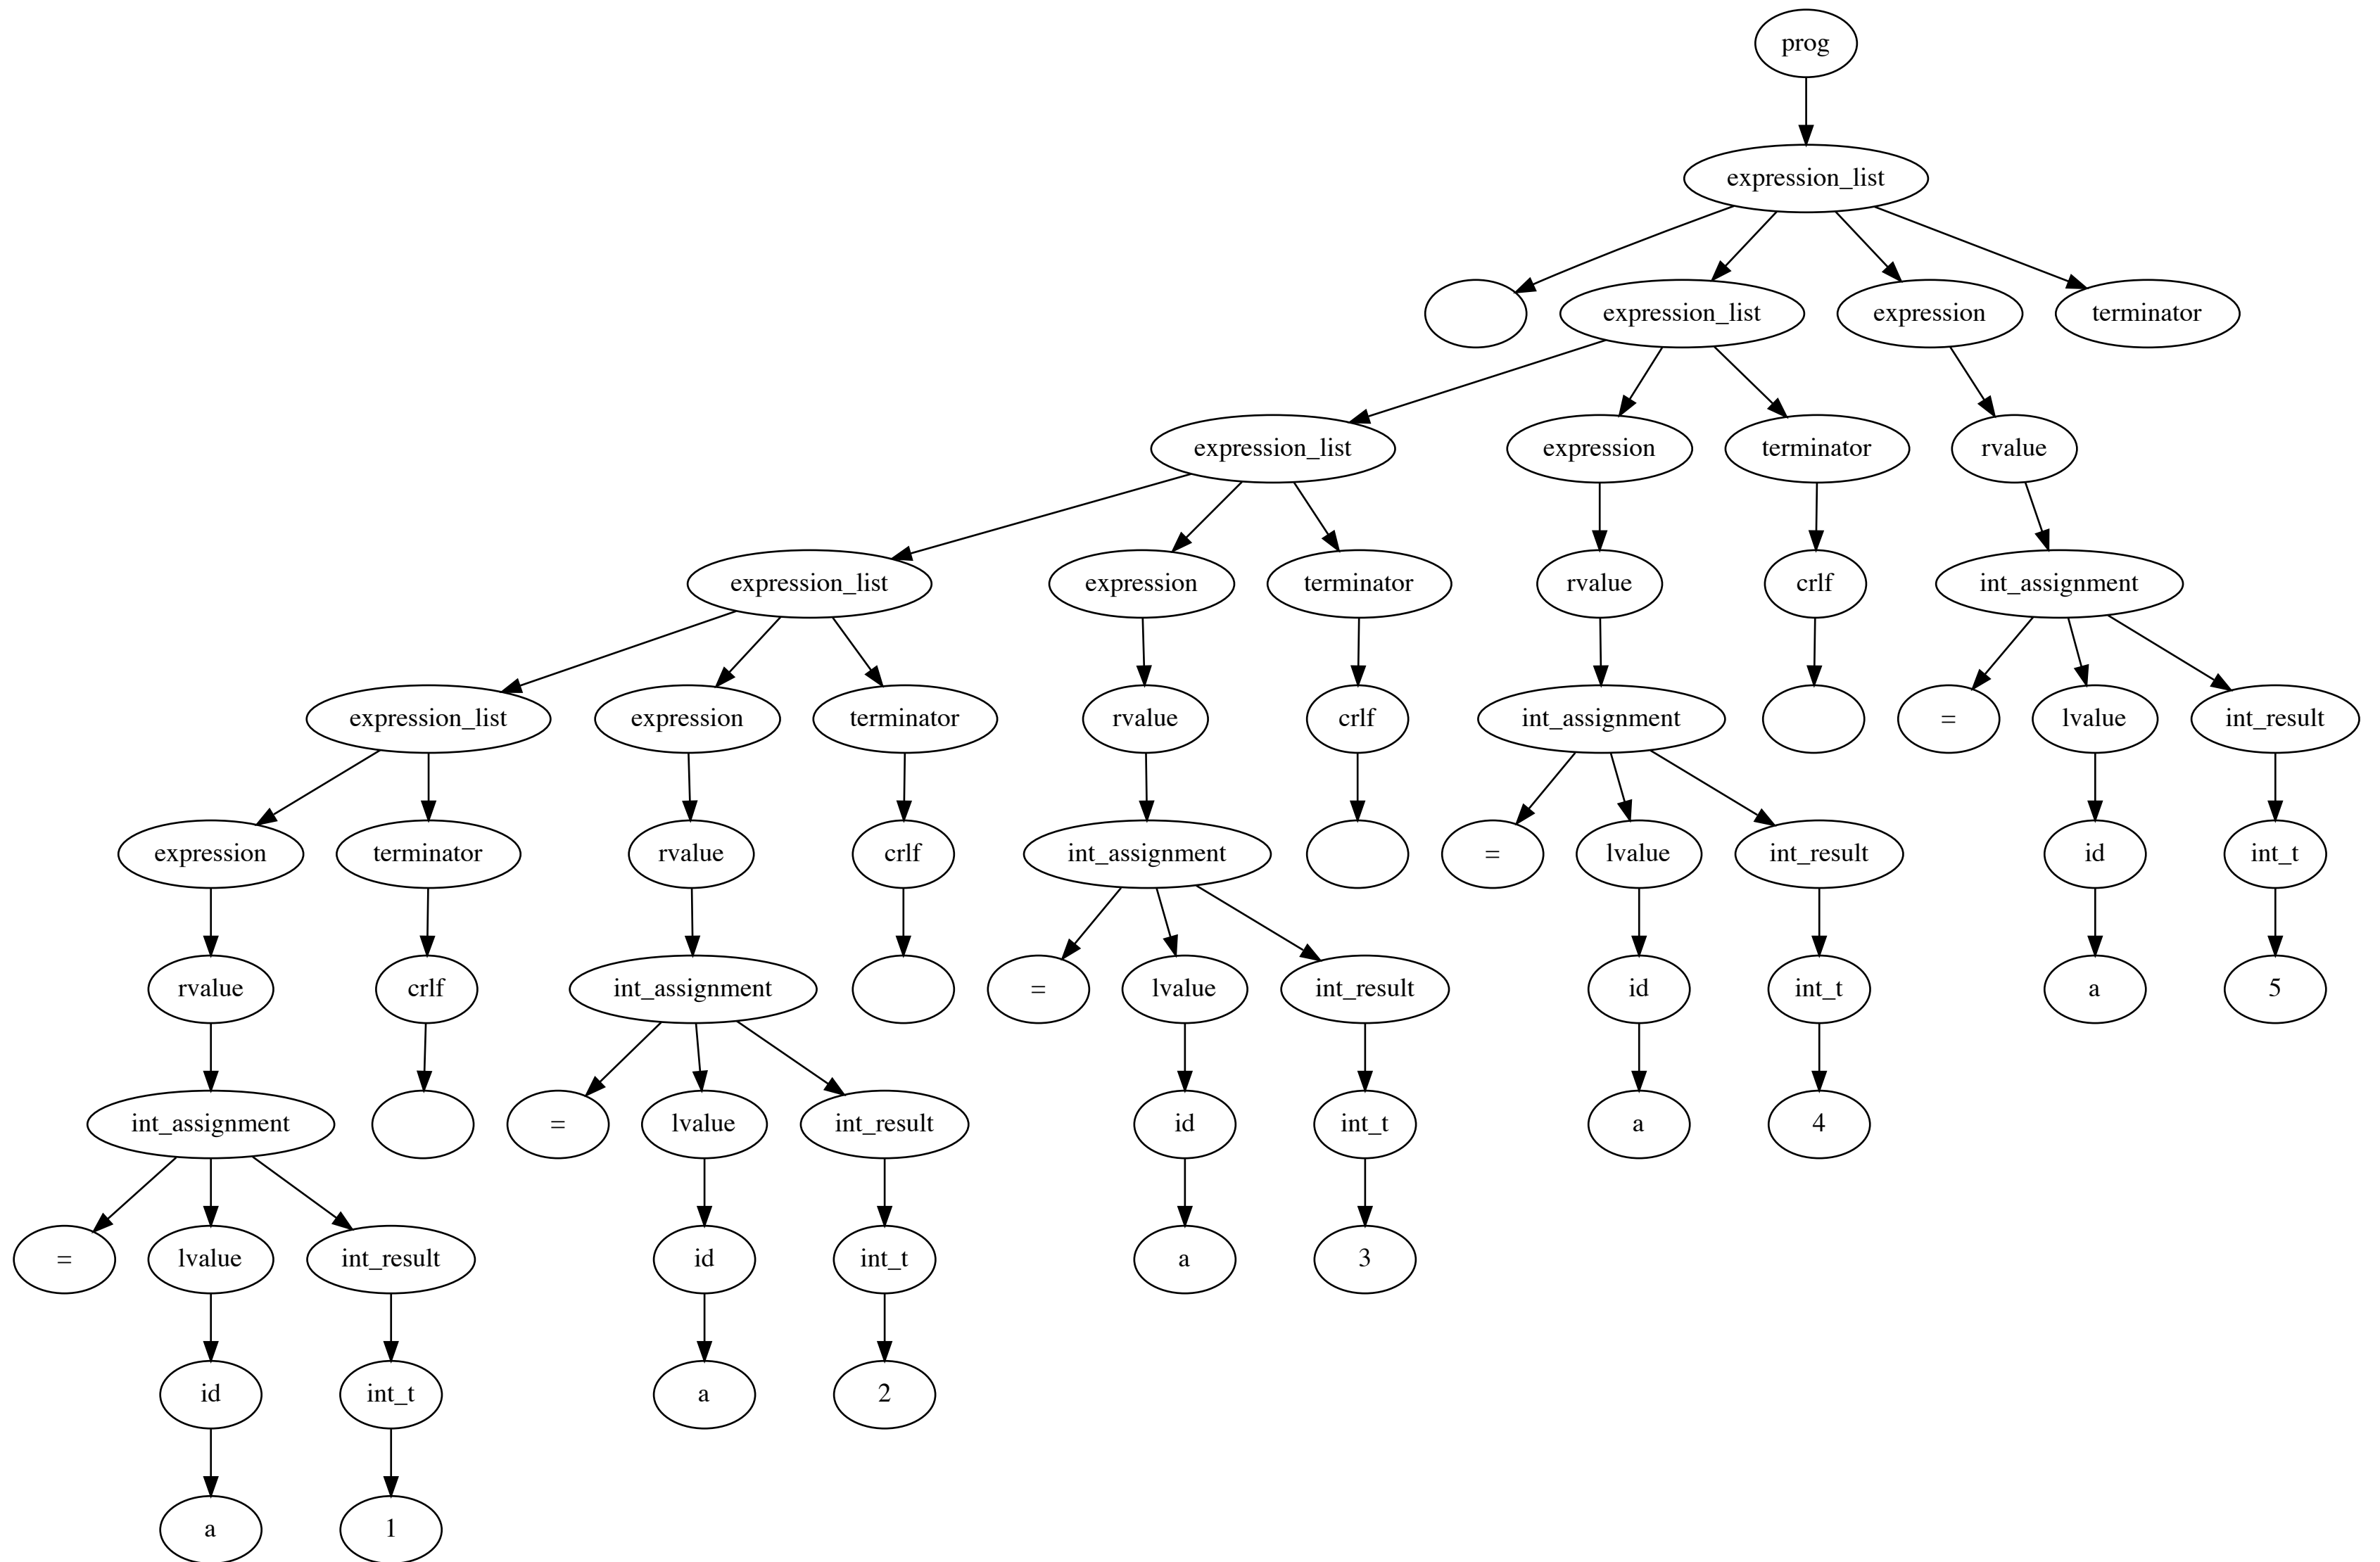 prog
expression_list
expression_list
expression
terminator
expression_list
expression
terminator
rvalue
expression_list
expression
terminator
rvalue
crlf
int_assignment
expression_list
expression
terminator
rvalue
crlf
int_assignment
=
lvalue
int_result
expression
terminator
rvalue
crlf
int_assignment
=
lvalue
int_result
id
int_t
rvalue
crlf
int_assignment
=
lvalue
int_result
id
int_t
a
5
int_assignment
=
lvalue
int_result
id
int_t
a
4
=
lvalue
int_result
id
int_t
a
3
id
int_t
a
2
a
1